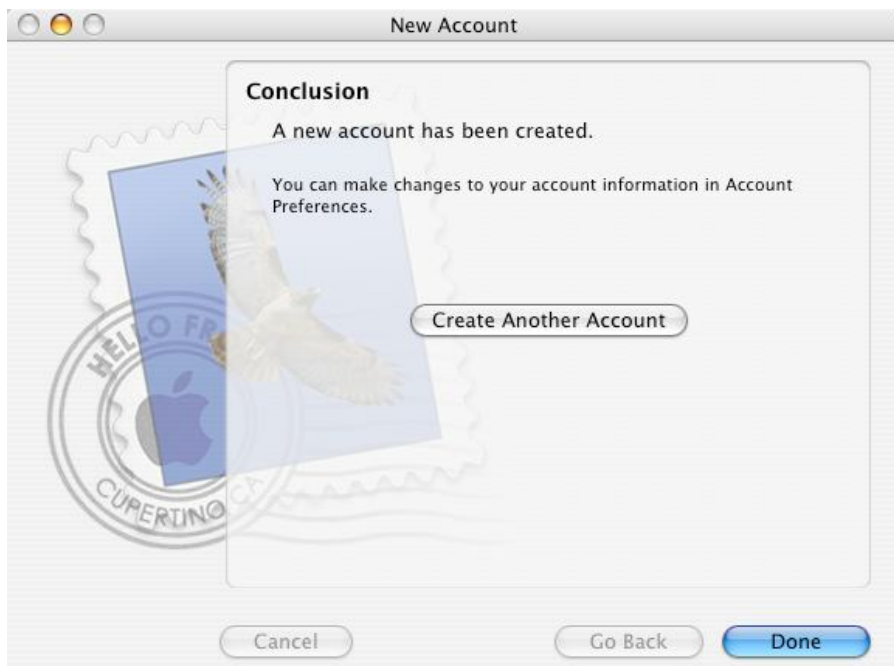 New Account
Conclusion
A new account has been created.
You can make changes to your account information in Account
Preferences.
Create Another Account
HELLO FR
CUPERTINO CA
Cancel
Go Back
Done